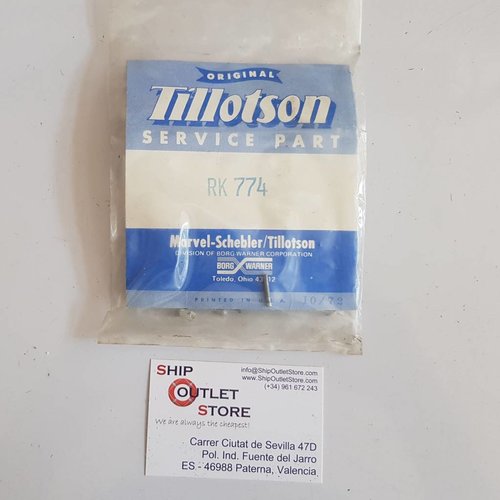 ORIGINAL
Tillotson
SERVICE PART
RK 774
Marvel-Schebler/Tillotson
DIVISION OF BORG WARNER CORPORATION
BORG WARNER
Toledo, Ohio
PRINTED IN U.S.A. 10/73
SHIP
OUTLET
STORE
We are always the cheapest!
info@ShipOutletStore.com
www.ShipOutletStore.com
(+34) 961 672 243
Carrer Ciutat de Sevilla 47D
Pol. Ind. Fuente del Jarro
ES - 46988 Paterna, Valencia